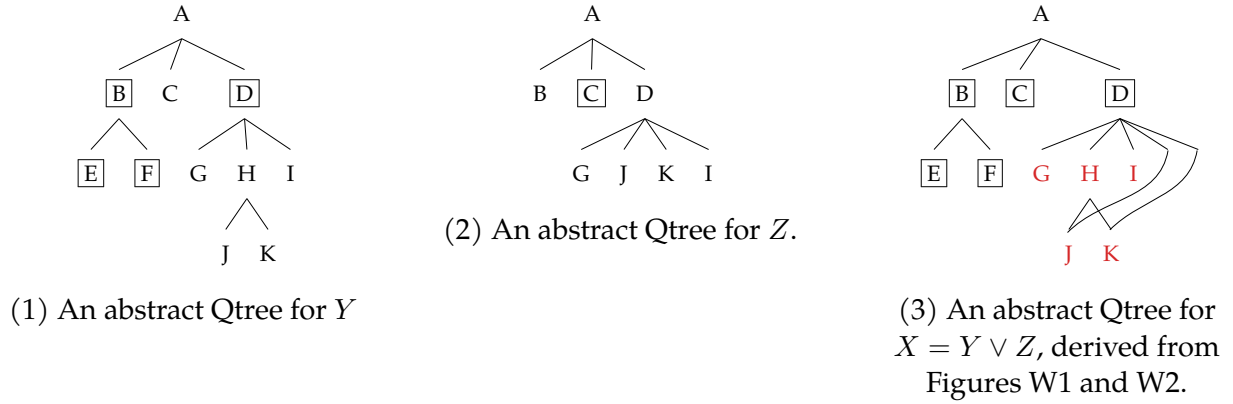 A
B C D
E F G H I
J K
(1) An abstract Qtree for Y
A
B C D
G J K I
(2) An abstract Qtree for Z.
A
B C D
E F G H I
J K
(3) An abstract Qtree for
X = Y ∨ Z, derived from
Figures W1 and W2.